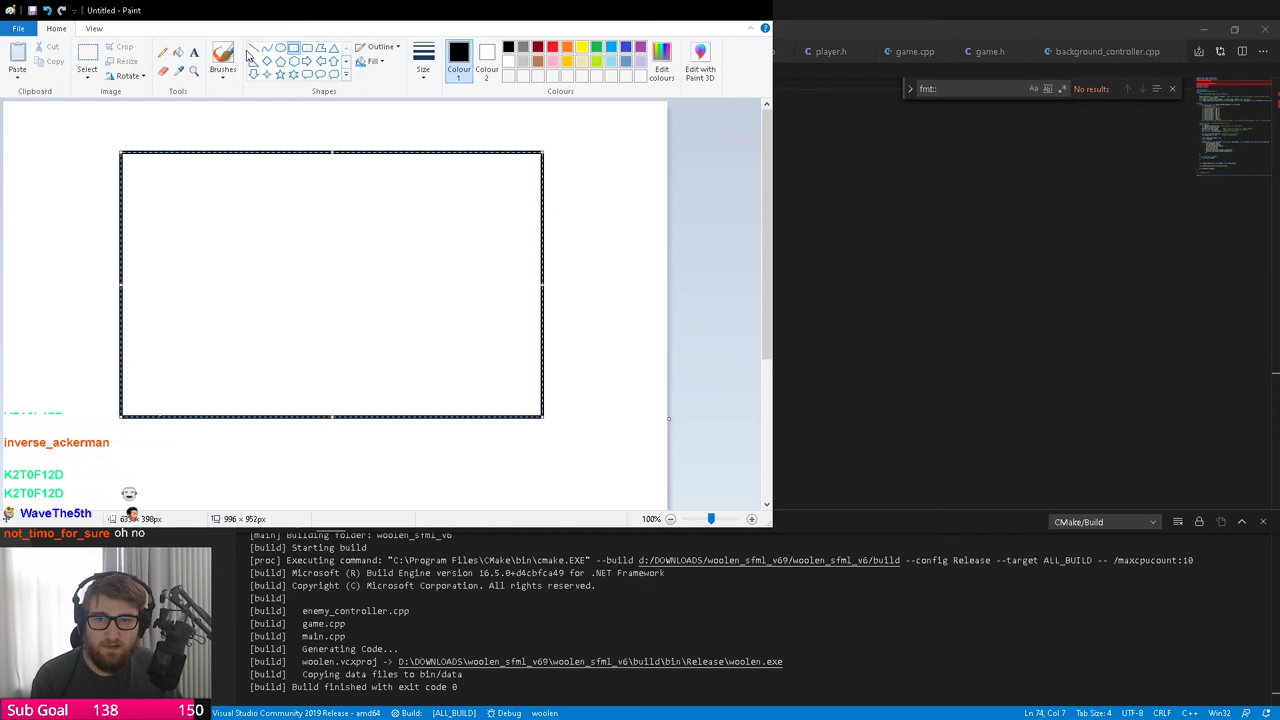 Untitled - Paint
File
Home
View
Paste
Cut
Copy
Clipboard
Select
Crop
Resize
Rotate
Image
Tools
Brushes
Outline
Fill
Shapes
Size
Colour 1
Colour 2
Edit colours
Colours
Edit with Paint 3D
player.h
game.cpp
game.h
background_controller.cpp
fmt::
No results
inverse_ackerman
K2T0F12D
K2T0F12D
WaveThe5th
not_timo_for_sure oh no
398px
996 × 952px
100%
CMake/Build
[main] Building folder: woolen_sfml_v6
[build] Starting build
[proc] Executing command: "C:\Program Files\CMake\bin\cmake.EXE" --build d:/DOWNLOADS/woolen_sfml_v69/woolen_sfml_v6/build --config Release --target ALL_BUILD -- /maxcpucount:10
[build] Microsoft (R) Build Engine version 16.5.0+d4cbfca49 for .NET Framework
[build] Copyright (C) Microsoft Corporation. All rights reserved.
[build]
[build] enemy_controller.cpp
[build] game.cpp
[build] main.cpp
[build] Generating Code...
[build] woolen.vcxproj -> D:\DOWNLOADS\woolen_sfml_v69\woolen_sfml_v6\build\bin\Release\woolen.exe
[build] Copying data files to bin/data
[build] Build finished with exit code 0
Sub Goal 138 150
Visual Studio Community 2019 Release - amd64
Build:
[ALL_BUILD]
Debug
woolen
Ln 74, Col 7
Tab Size: 4
UTF-8
CRLF
C++
Win32